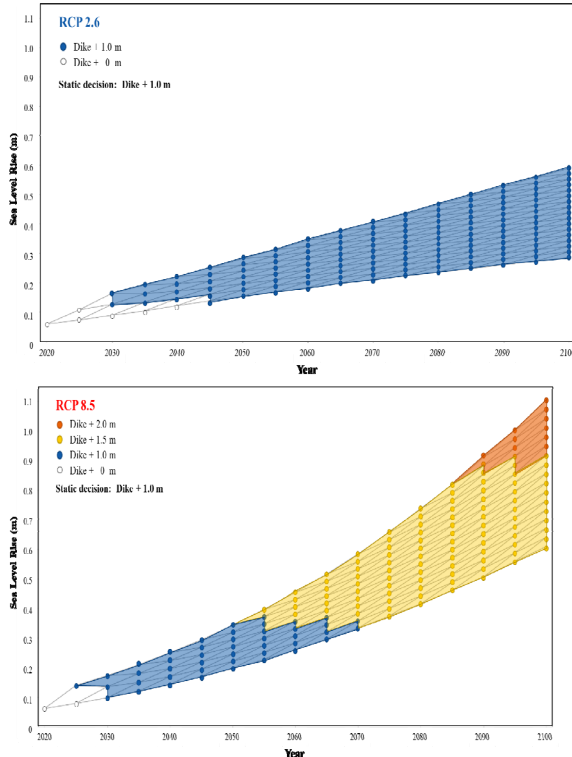 1.1
RCP 2.6
1.0
Dike + 1.0 m
0.9
Dike + 0 m
Static decision: Dike + 1.0 m
0.8
0.7
0.6
0.5
0.4
0.3
0.2
0.1
0
Sea Level Rise (m)
2020 2030 2040 2050 2060 2070 2080 2090 2100
Year
1.1
RCP 8.5
1.0
Dike + 2.0 m
Dike + 1.5 m
0.9
Dike + 1.0 m
Dike + 0 m
0.8
Static decision: Dike + 1.0 m
0.7
0.6
0.5
0.4
0.3
0.2
0.1
0
Sea Level Rise (m)
2020 2030 2040 2050 2060 2070 2080 2090 2100
Year